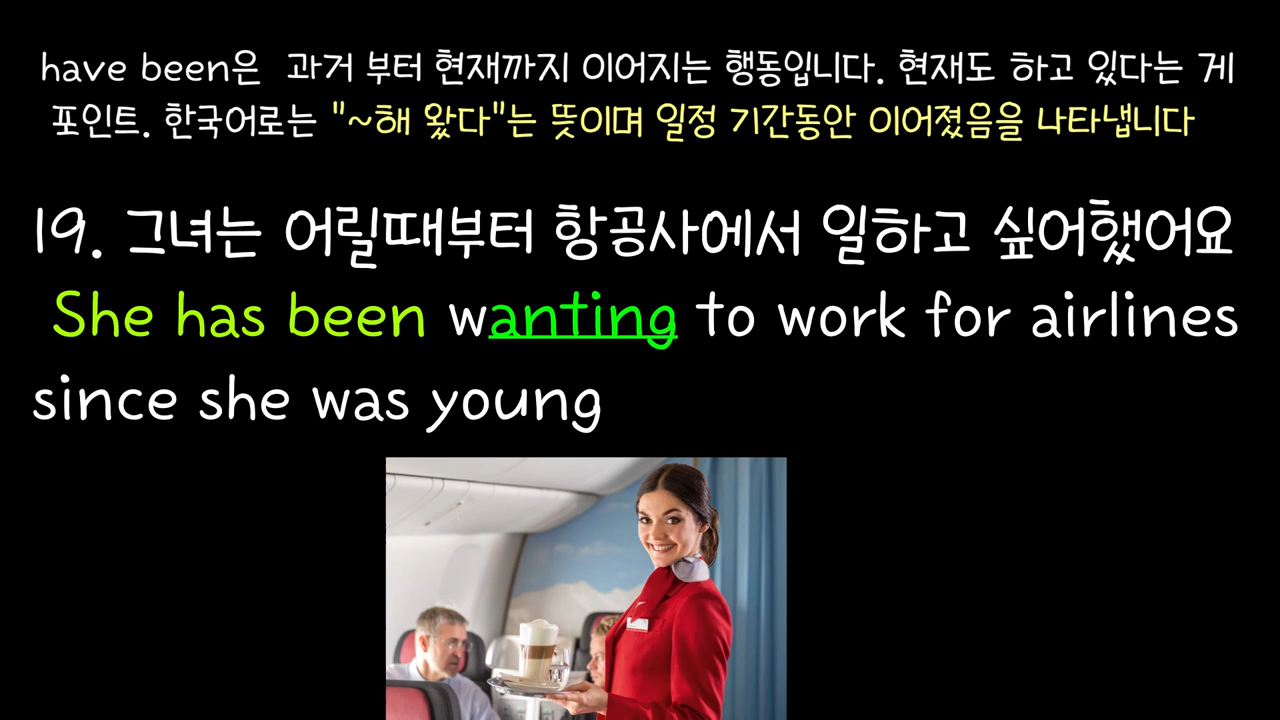 have been은 과거 부터 현재까지 이어지는 행동입니다. 현재도 하고 있다는 게
포인트. 한국어로는 "~해 왔다"는 뜻이며 일정 기간동안 이어졌음을 나타냅니다
19. 그녀는 어릴때부터 항공사에서 일하고 싶어했어요
She has been wanting to work for airlines
since she was young